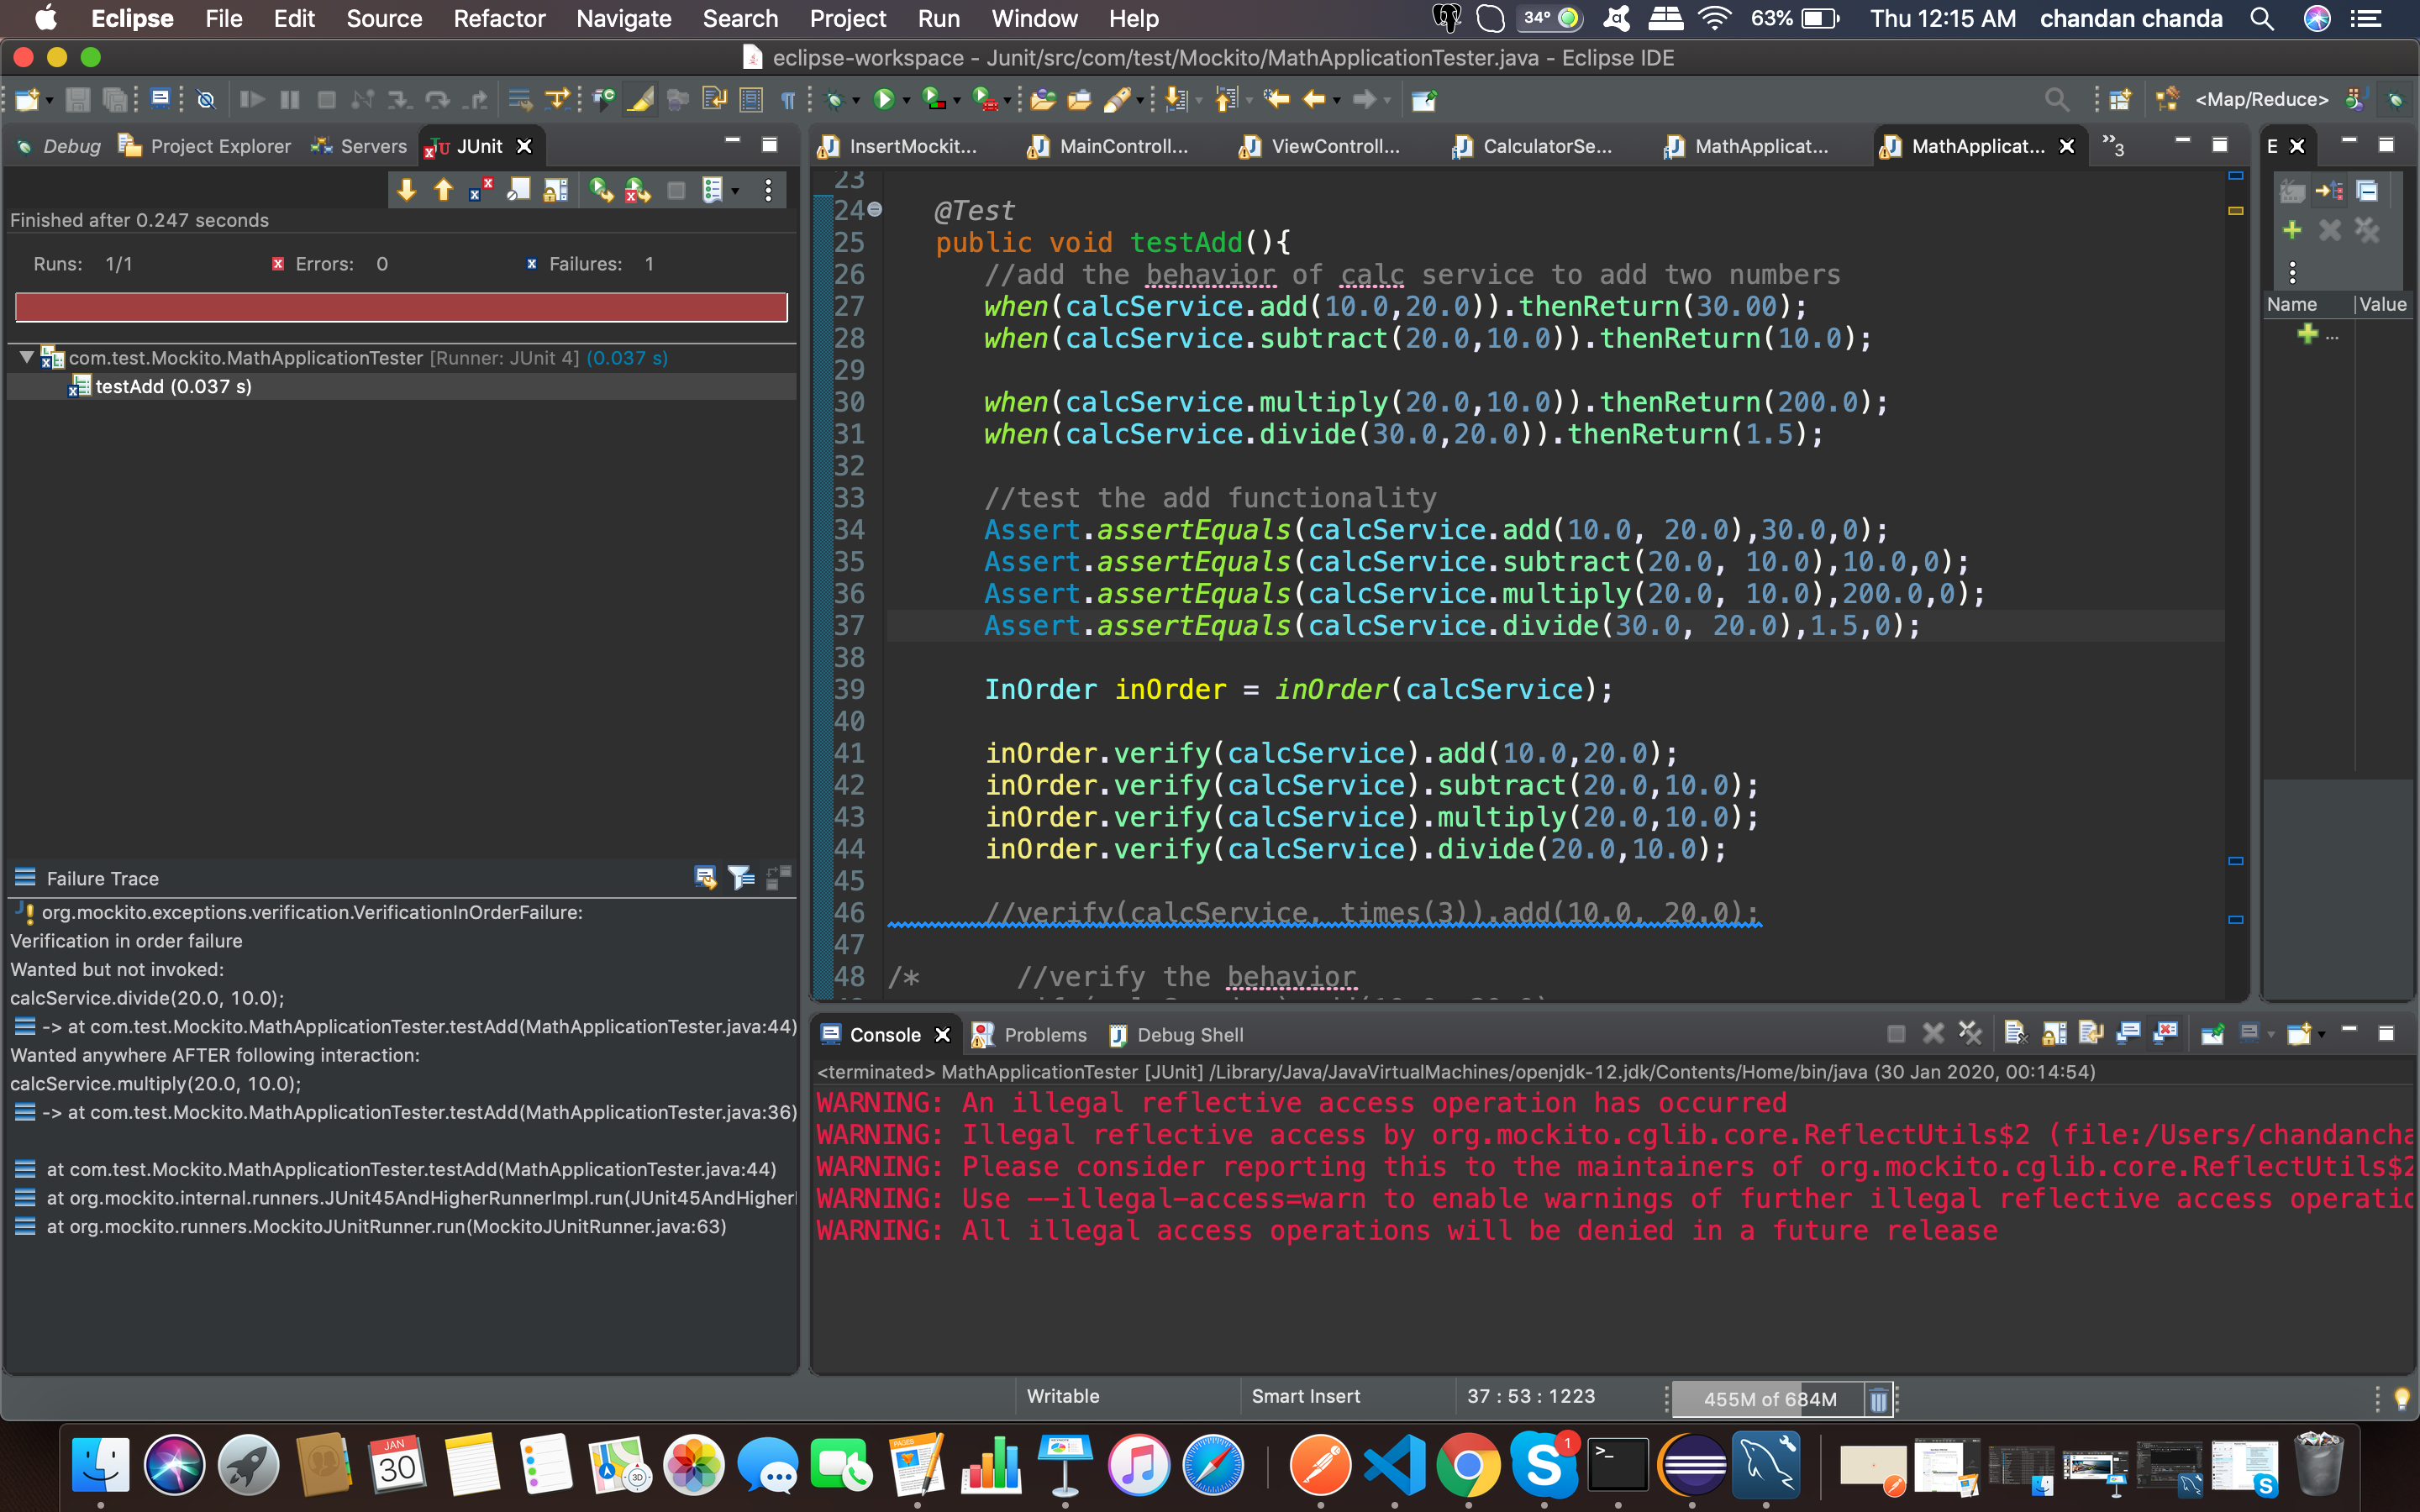 Eclipse File Edit Source Refactor Navigate Search Project Run Window Help 34° 63% Thu 12:15 AM chandan chanda
eclipse-workspace - Junit/src/com/test/Mockito/MathApplicationTester.java - Eclipse IDE
<Map/Reduce>
Debug Project Explorer Servers JUnit
Finished after 0.247 seconds
Runs: 1/1 Errors: 0 Failures: 1
com.test.Mockito.MathApplicationTester [Runner: JUnit 4] (0.037 s)
testAdd (0.037 s)
Failure Trace
org.mockito.exceptions.verification.VerificationInOrderFailure:
Verification in order failure
Wanted but not invoked:
calcService.divide(20.0, 10.0);
-> at com.test.Mockito.MathApplicationTester.testAdd(MathApplicationTester.java:44)
Wanted anywhere AFTER following interaction:
calcService.multiply(20.0, 10.0);
-> at com.test.Mockito.MathApplicationTester.testAdd(MathApplicationTester.java:36)
at com.test.Mockito.MathApplicationTester.testAdd(MathApplicationTester.java:44)
at org.mockito.internal.runners.JUnit45AndHigherRunnerImpl.run(JUnit45AndHigher
at org.mockito.runners.MockitoJUnitRunner.run(MockitoJUnitRunner.java:63)
InsertMockit... MainControll... ViewControll... CalculatorSe... MathApplicat... MathApplicat... »3
23
24 @Test
25 public void testAdd(){
26 //add the behavior of calc service to add two numbers
27 when(calcService.add(10.0,20.0)).thenReturn(30.00);
28 when(calcService.subtract(20.0,10.0)).thenReturn(10.0);
29
30 when(calcService.multiply(20.0,10.0)).thenReturn(200.0);
31 when(calcService.divide(30.0,20.0)).thenReturn(1.5);
32
33 //test the add functionality
34 Assert.assertEquals(calcService.add(10.0, 20.0),30.0,0);
35 Assert.assertEquals(calcService.subtract(20.0, 10.0),10.0,0);
36 Assert.assertEquals(calcService.multiply(20.0, 10.0),200.0,0);
37 Assert.assertEquals(calcService.divide(30.0, 20.0),1.5,0);
38
39 InOrder inOrder = inOrder(calcService);
40
41 inOrder.verify(calcService).add(10.0,20.0);
42 inOrder.verify(calcService).subtract(20.0,10.0);
43 inOrder.verify(calcService).multiply(20.0,10.0);
44 inOrder.verify(calcService).divide(20.0,10.0);
45
46 //verify(calcService, times(3)).add(10.0, 20.0);
47
48 /* //verify the behavior
E
Name Value
...
Console Problems Debug Shell
<terminated> MathApplicationTester [JUnit] /Library/Java/JavaVirtualMachines/openjdk-12.jdk/Contents/Home/bin/java (30 Jan 2020, 00:14:54)
WARNING: An illegal reflective access operation has occurred
WARNING: Illegal reflective access by org.mockito.cglib.core.ReflectUtils$2 (file:/Users/chandancha
WARNING: Please consider reporting this to the maintainers of org.mockito.cglib.core.ReflectUtils$2
WARNING: Use --illegal-access=warn to enable warnings of further illegal reflective access operatio
WARNING: All illegal access operations will be denied in a future release
Writable Smart Insert 37 : 53 : 1223 455M of 684M
JAN
30
PAGES
3D
S
1